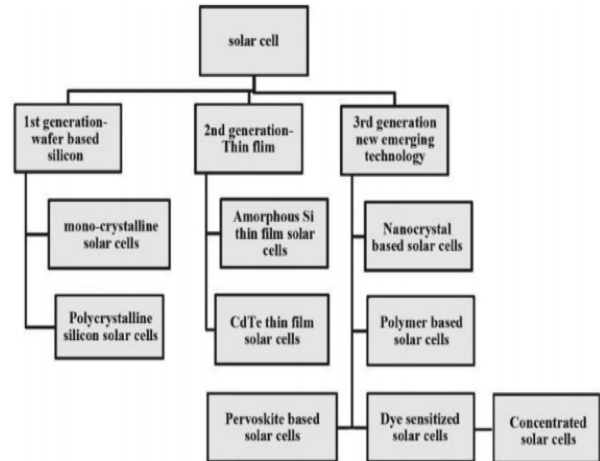 solar cell
1st generation-
wafer based
silicon
2nd generation-
Thin flim
3rd generation
new emerging
technology
mono-crystalline
solar cells
Amorphous Si
thin film solar
cells
Nanocrystal
based solar cells
Polycrystalline
silicon solar cells
CdTe thin film
solar cells
Polymer based
solar cells
Pervoskite based
solar cells
Dye sensitized
solar cells
Concentrated
solar cells